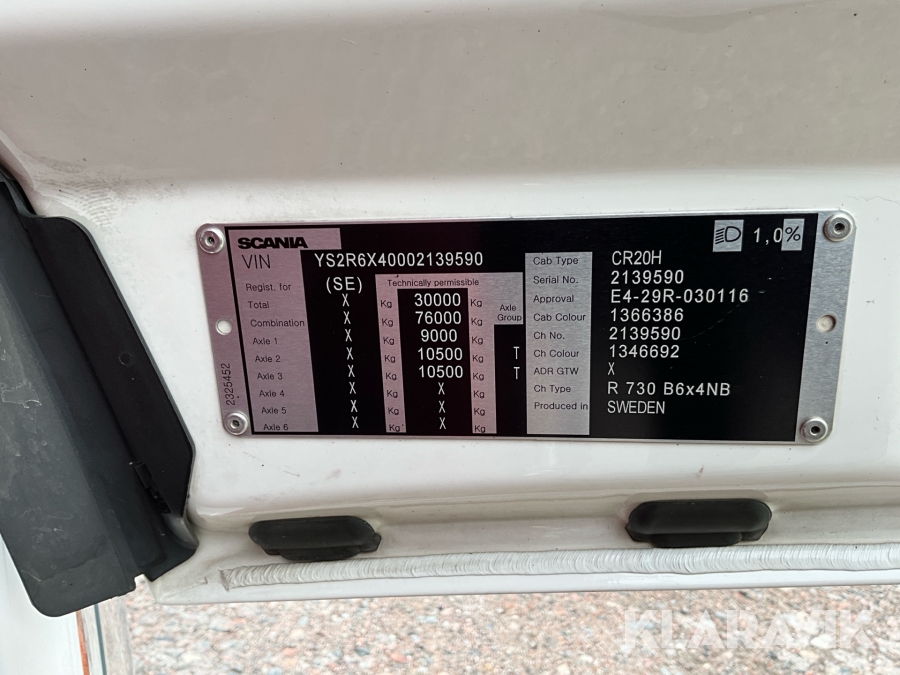 SCANIA 1,0%
VIN YS2R6X40002139590 Cab Type CR20H
Regist. for (SE) Technically permissible Serial No. 2139590
Total X Kg 30000 Kg Axle Group Approval E4-29R-030116
Combination X Kg 76000 Kg Cab Colour 1366386
Axle 1 X Kg 9000 Kg Ch No. 2139590
Axle 2 X Kg 10500 Kg T Ch Colour 1346692
Axle 3 X Kg 10500 Kg T ADR GTW X
Axle 4 X Kg X Kg Ch Type R 730 B6x4NB
Axle 5 X Kg X Kg Produced in SWEDEN
Axle 6 X Kg X Kg
2325452
KLARAVIK